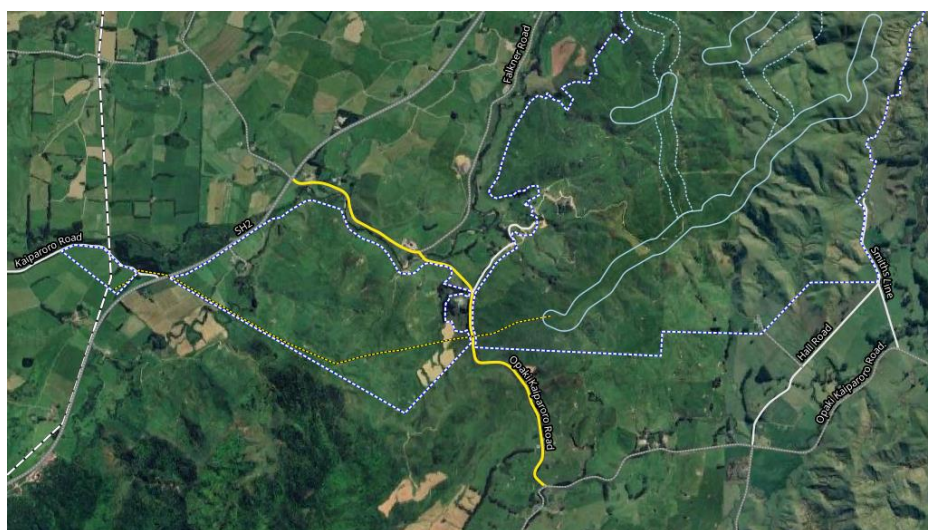 Falkner Road
SH2
Kaiparoro Road
Smiths Line
Hall Road
Opaki Kaiparoro Road
Opaki Kaiparoro Road